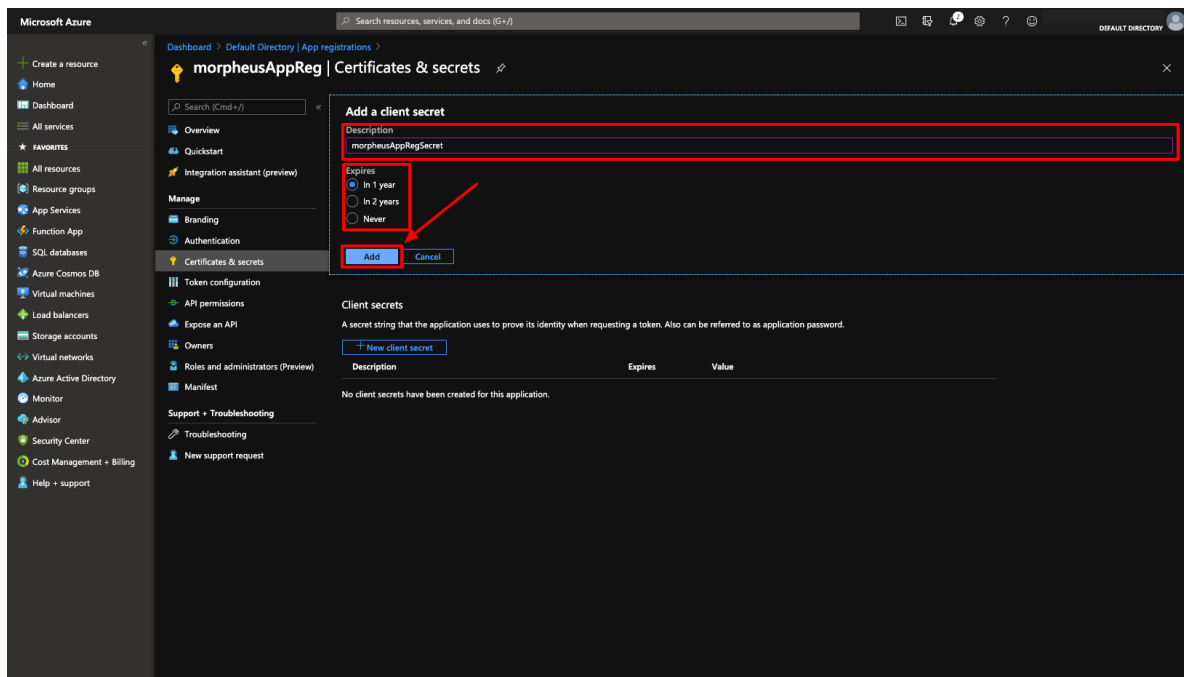 Microsoft Azure
Search resources, services, and docs (G+/)
2
?
DEFAULT DIRECTORY
«
Create a resource
Home
Dashboard
All services
FAVORITES
All resources
Resource groups
App Services
Function App
SQL databases
Azure Cosmos DB
Virtual machines
Load balancers
Storage accounts
Virtual networks
Azure Active Directory
Monitor
Advisor
Security Center
Cost Management + Billing
Help + support
Dashboard > Default Directory | App registrations >
morpheusAppReg | Certificates & secrets
Search (Cmd+/)
«
Overview
Quickstart
Integration assistant (preview)
Manage
Branding
Authentication
Certificates & secrets
Token configuration
API permissions
Expose an API
Owners
Roles and administrators (Preview)
Manifest
Support + Troubleshooting
Troubleshooting
New support request
Add a client secret
Description
morpheusAppRegSecret
Expires
In 1 year
In 2 years
Never
Add Cancel
Client secrets
A secret string that the application uses to prove its identity when requesting a token. Also can be referred to as application password.
New client secret
Description Expires Value
No client secrets have been created for this application.